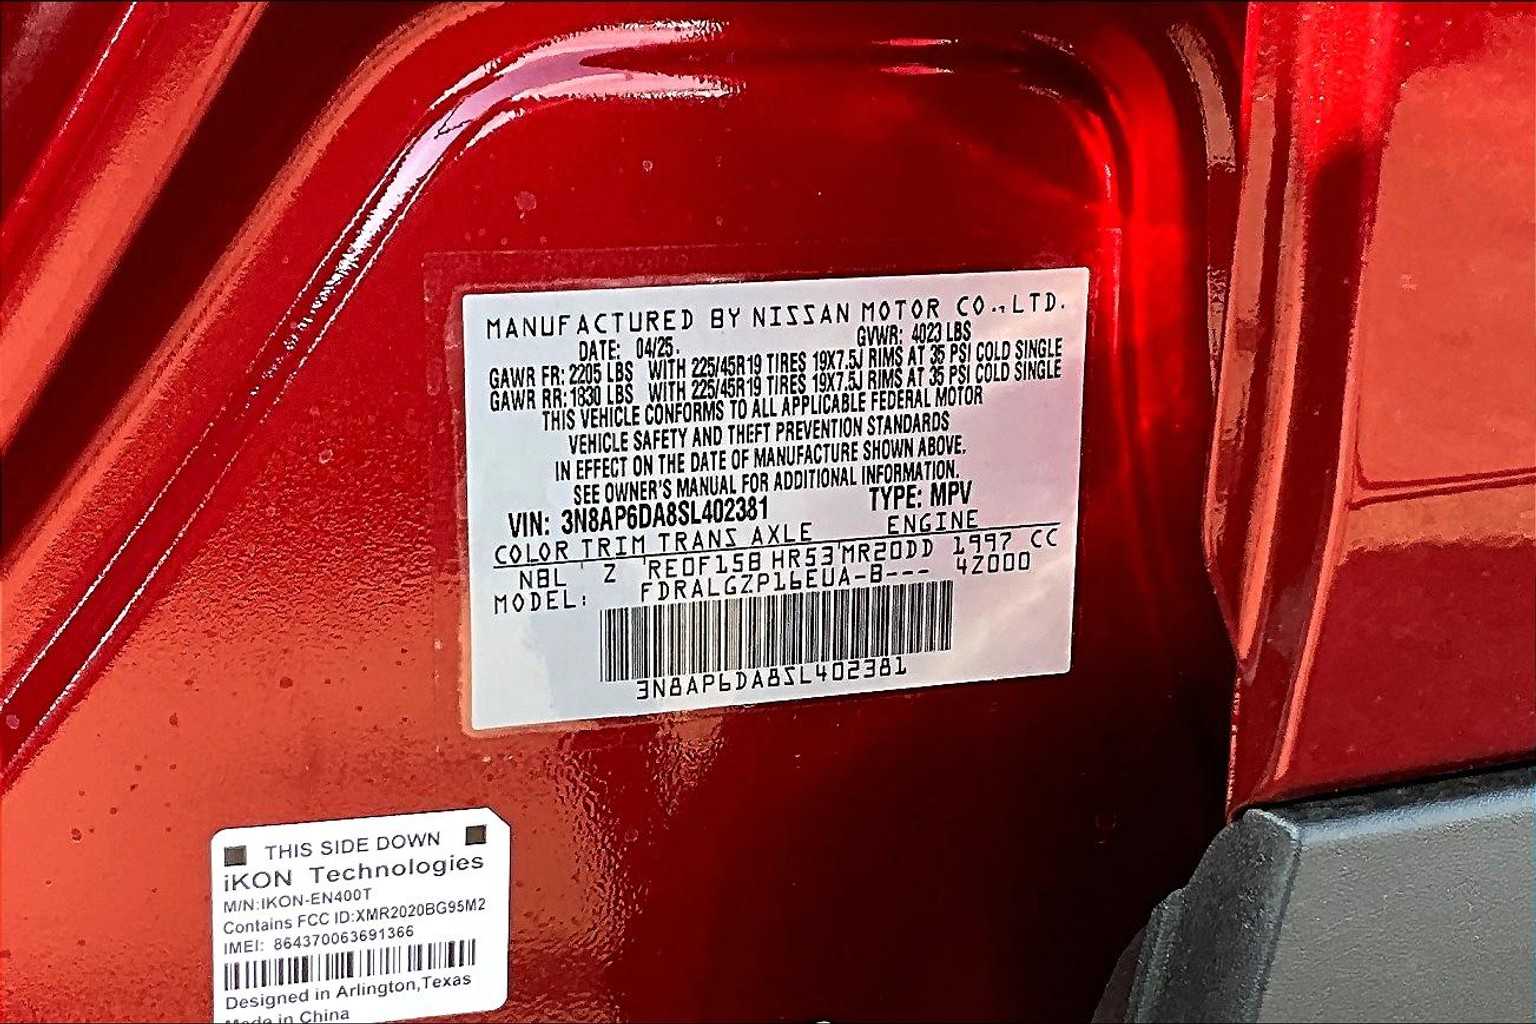 MANUFACTURED BY NISSAN MOTOR CO.,LTD.
DATE: 04/25. GVWR: 4023 LBS
GAWR FR: 2205 LBS WITH 225/45R19 TIRES 19X7.5J RIMS AT 35 PSI COLD SINGLE
GAWR RR: 1830 LBS WITH 225/45R19 TIRES 19X7.5J RIMS AT 35 PSI COLD SINGLE
THIS VEHICLE CONFORMS TO ALL APPLICABLE FEDERAL MOTOR
VEHICLE SAFETY AND THEFT PREVENTION STANDARDS
IN EFFECT ON THE DATE OF MANUFACTURE SHOWN ABOVE.
SEE OWNER'S MANUAL FOR ADDITIONAL INFORMATION.
VIN: 3N8AP6DA8SL402381 TYPE: MPV
COLOR TRIM TRANS AXLE ENGINE
NBL Z RE0F15B HR53 MR20DD 1997 CC
MODEL: FDRALGZP16EUA-B--- 4Z000
3N8AP6DA8SL402381
THIS SIDE DOWN
iKON Technologies
M/N:IKON-EN400T
Contains FCC ID:XMR2020BG95M2
IMEI: 864370063691366
Designed in Arlington,Texas
Made in China